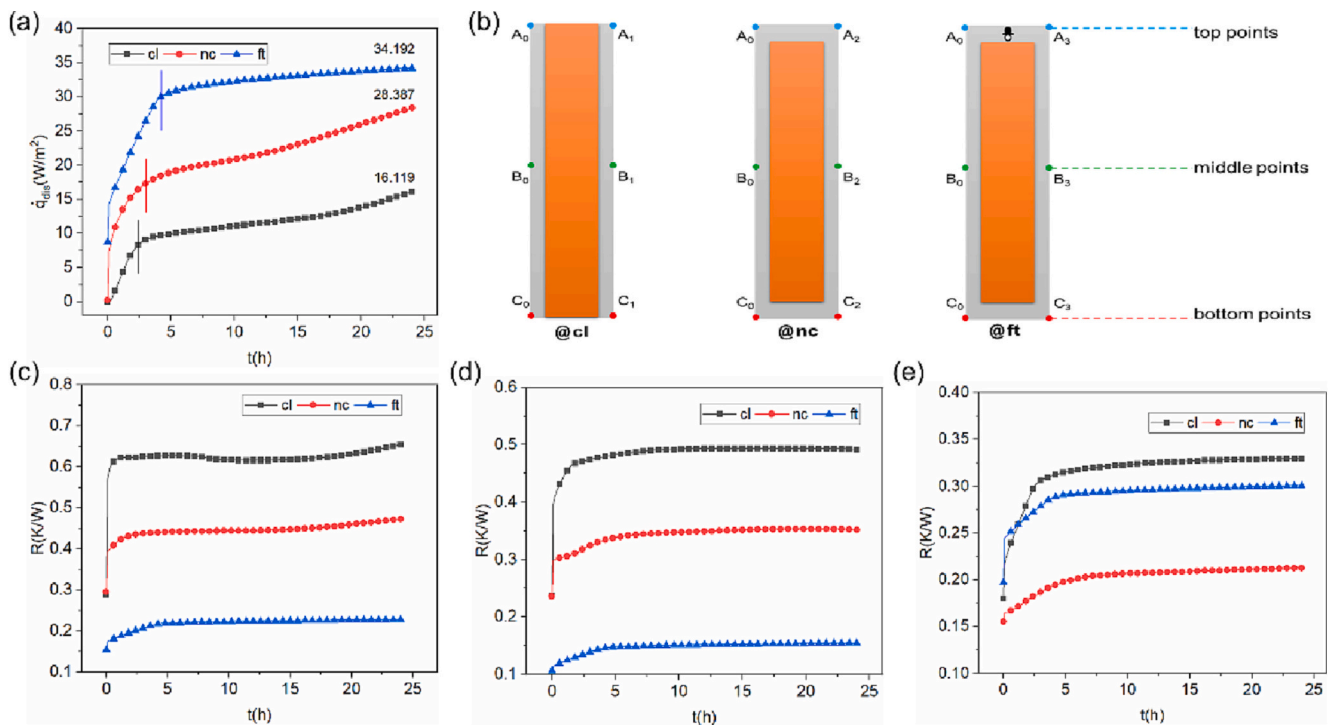 (a)
40
35
30
25
20
15
10
5
0
q̇dis(W/m²)
cl nc ft
34.192
28.387
16.119
0 5 10 15 20 25
t(h)
(b)
A₀ A₁ A₀ A₂ A₀ A₃ top points
B₀ B₁ B₀ B₂ B₀ B₃ middle points
C₀ C₁ C₀ C₂ C₀ C₃ bottom points
@cl @nc @ft
(c)
0.8
0.7
0.6
0.5
0.4
0.3
0.2
0.1
R(K/W)
cl nc ft
0 5 10 15 20 25
t(h)
(d)
0.6
0.5
0.4
0.3
0.2
0.1
R(K/W)
cl nc ft
0 5 10 15 20 25
t(h)
(e)
0.40
0.35
0.30
0.25
0.20
0.15
0.10
R(K/W)
cl nc ft
0 5 10 15 20 25
t(h)